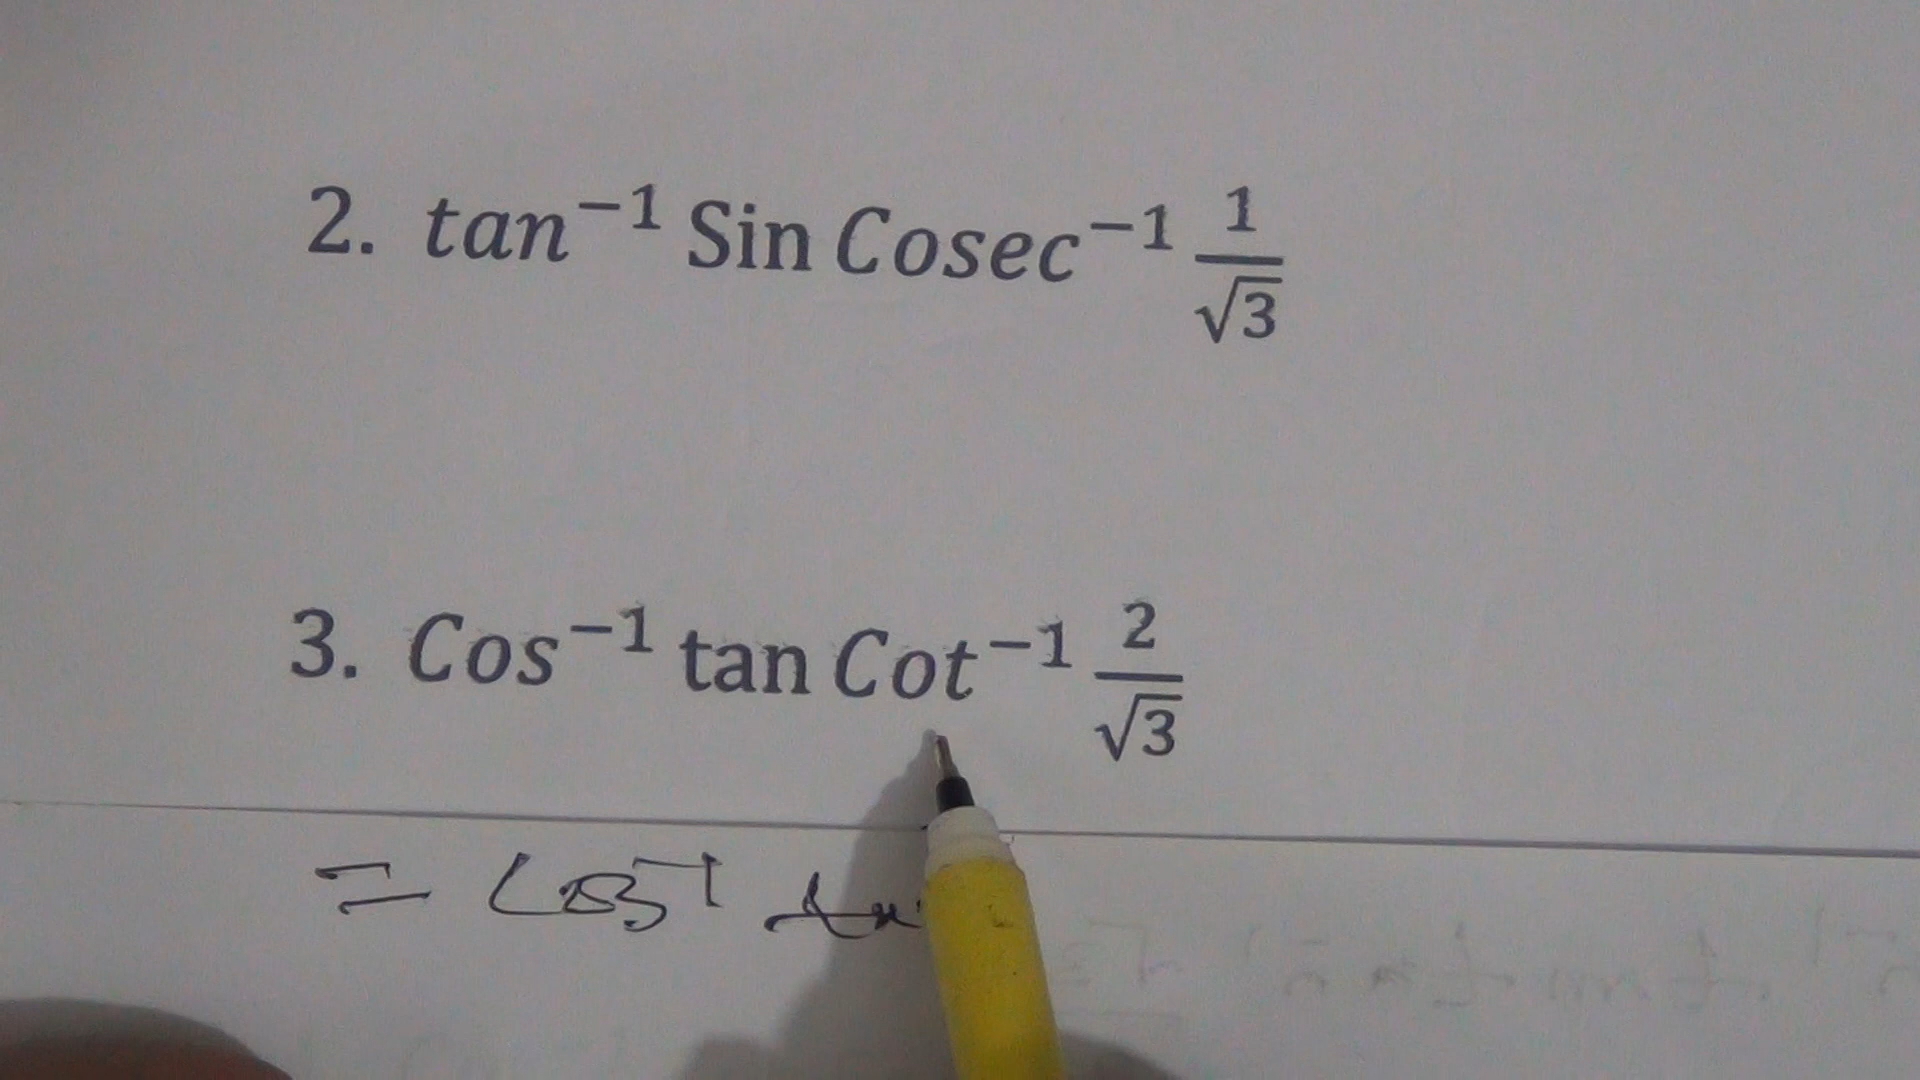 2. tan⁻¹ Sin Cosec⁻¹ 1/√3
3. Cos⁻¹ tan Cot⁻¹ 2/√3
= Cos⁻¹